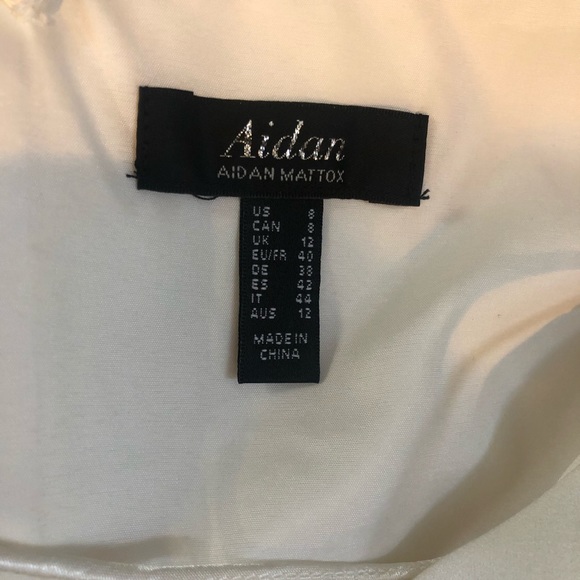 Aidan
AIDAN MATTOX
US 8
CAN 8
UK 12
EU/FR 40
DE 38
ES 42
IT 44
AUS 12
MADE IN
CHINA